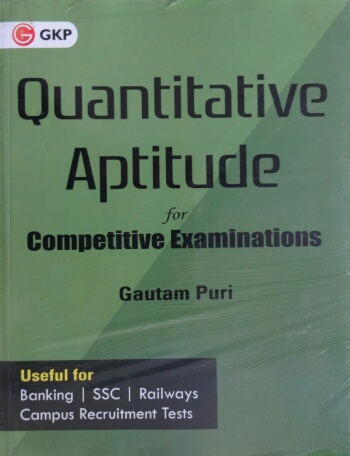 GKP
Quantitative
Aptitude
for
Competitive Examinations
Gautam Puri
Useful for
Banking | SSC | Railways
Campus Recruitment Tests